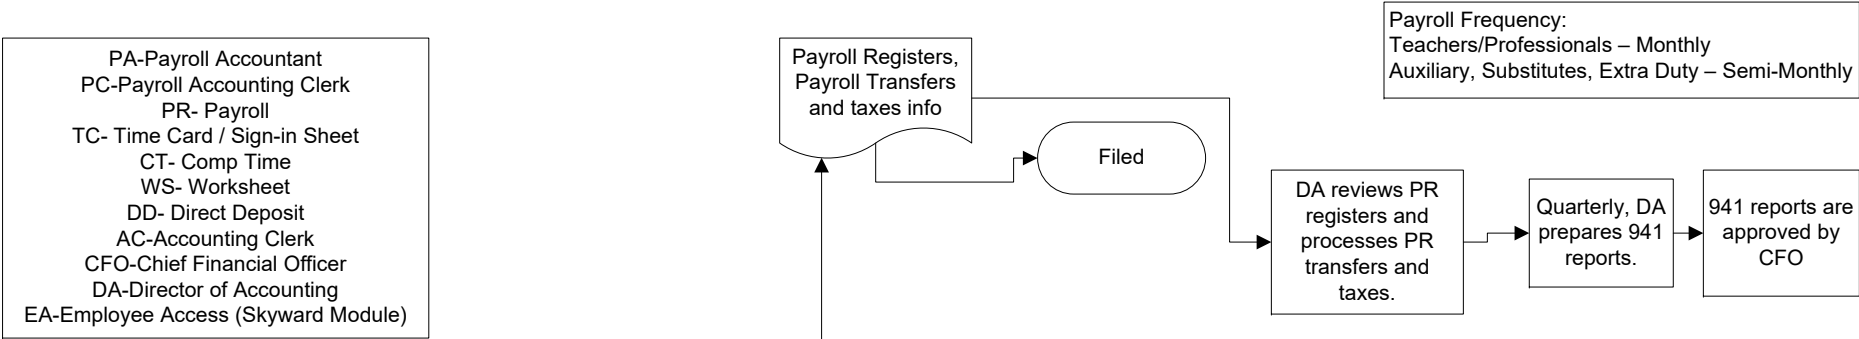 PA-Payroll Accountant
PC-Payroll Accounting Clerk
PR- Payroll
TC- Time Card / Sign-in Sheet
CT- Comp Time
WS- Worksheet
DD- Direct Deposit
AC-Accounting Clerk
CFO-Chief Financial Officer
DA-Director of Accounting
EA-Employee Access (Skyward Module)
Payroll Registers,
Payroll Transfers
and taxes info
Filed
Payroll Frequency:
Teachers/Professionals – Monthly
Auxiliary, Substitutes, Extra Duty – Semi-Monthly
DA reviews PR
registers and
processes PR
transfers and
taxes.
Quarterly, DA
prepares 941
reports.
941 reports are
approved by
CFO